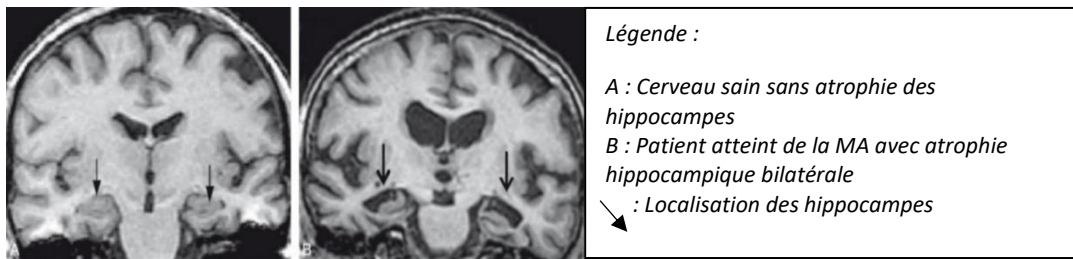 Légende :
A : Cerveau sain sans atrophie des
hippocampes
B : Patient atteint de la MA avec atrophie
hippocampique bilatérale
: Localisation des hippocampes
B